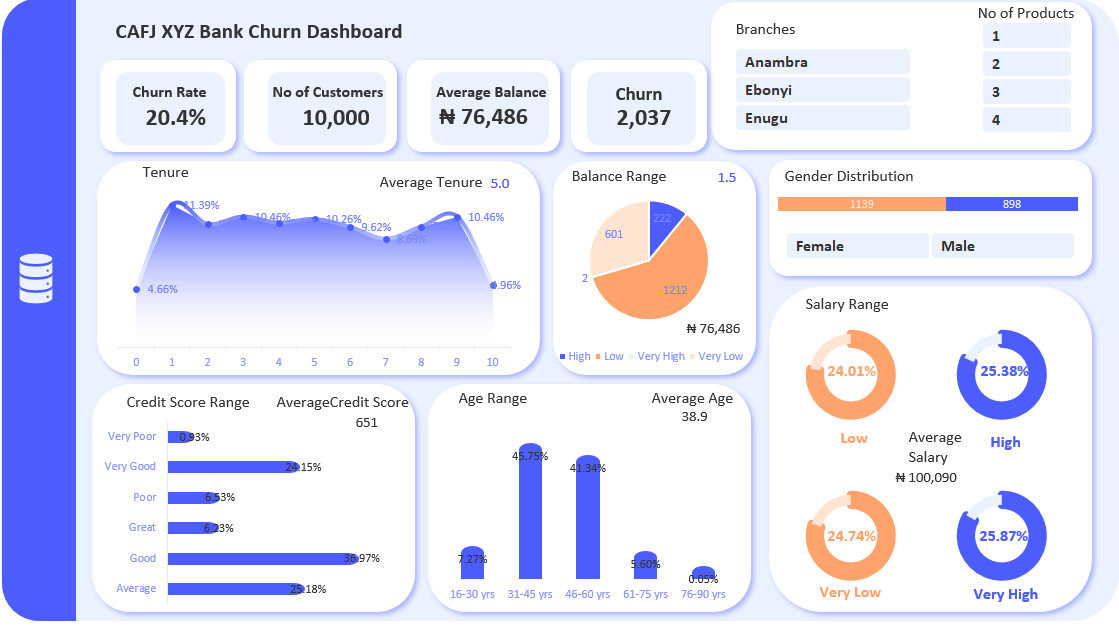 CAFJ XYZ Bank Churn Dashboard
Churn Rate
20.4%
No of Customers
10,000
Average Balance
₦ 76,486
Churn
2,037
Branches
Anambra
Ebonyi
Enugu
No of Products
1
2
3
4
Tenure
Average Tenure 5.0
11.39%
10.46%
10.26%
9.62%
8.69%
10.46%
4.66%
4.96%
0 1 2 3 4 5 6 7 8 9 10
Balance Range 1.5
222
601
2
1212
₦ 76,486
High Low Very High Very Low
Gender Distribution
1139 898
Female Male
Salary Range
24.01%
Low
25.38%
High
Average
Salary
₦ 100,090
24.74%
Very Low
25.87%
Very High
Credit Score Range
AverageCredit Score
651
Very Poor 0.93%
Very Good 24.15%
Poor 6.53%
Great 6.23%
Good 36.97%
Average 25.18%
Age Range
Average Age
38.9
45.75%
41.34%
7.27%
5.60%
0.05%
16-30 yrs 31-45 yrs 46-60 yrs 61-75 yrs 76-90 yrs